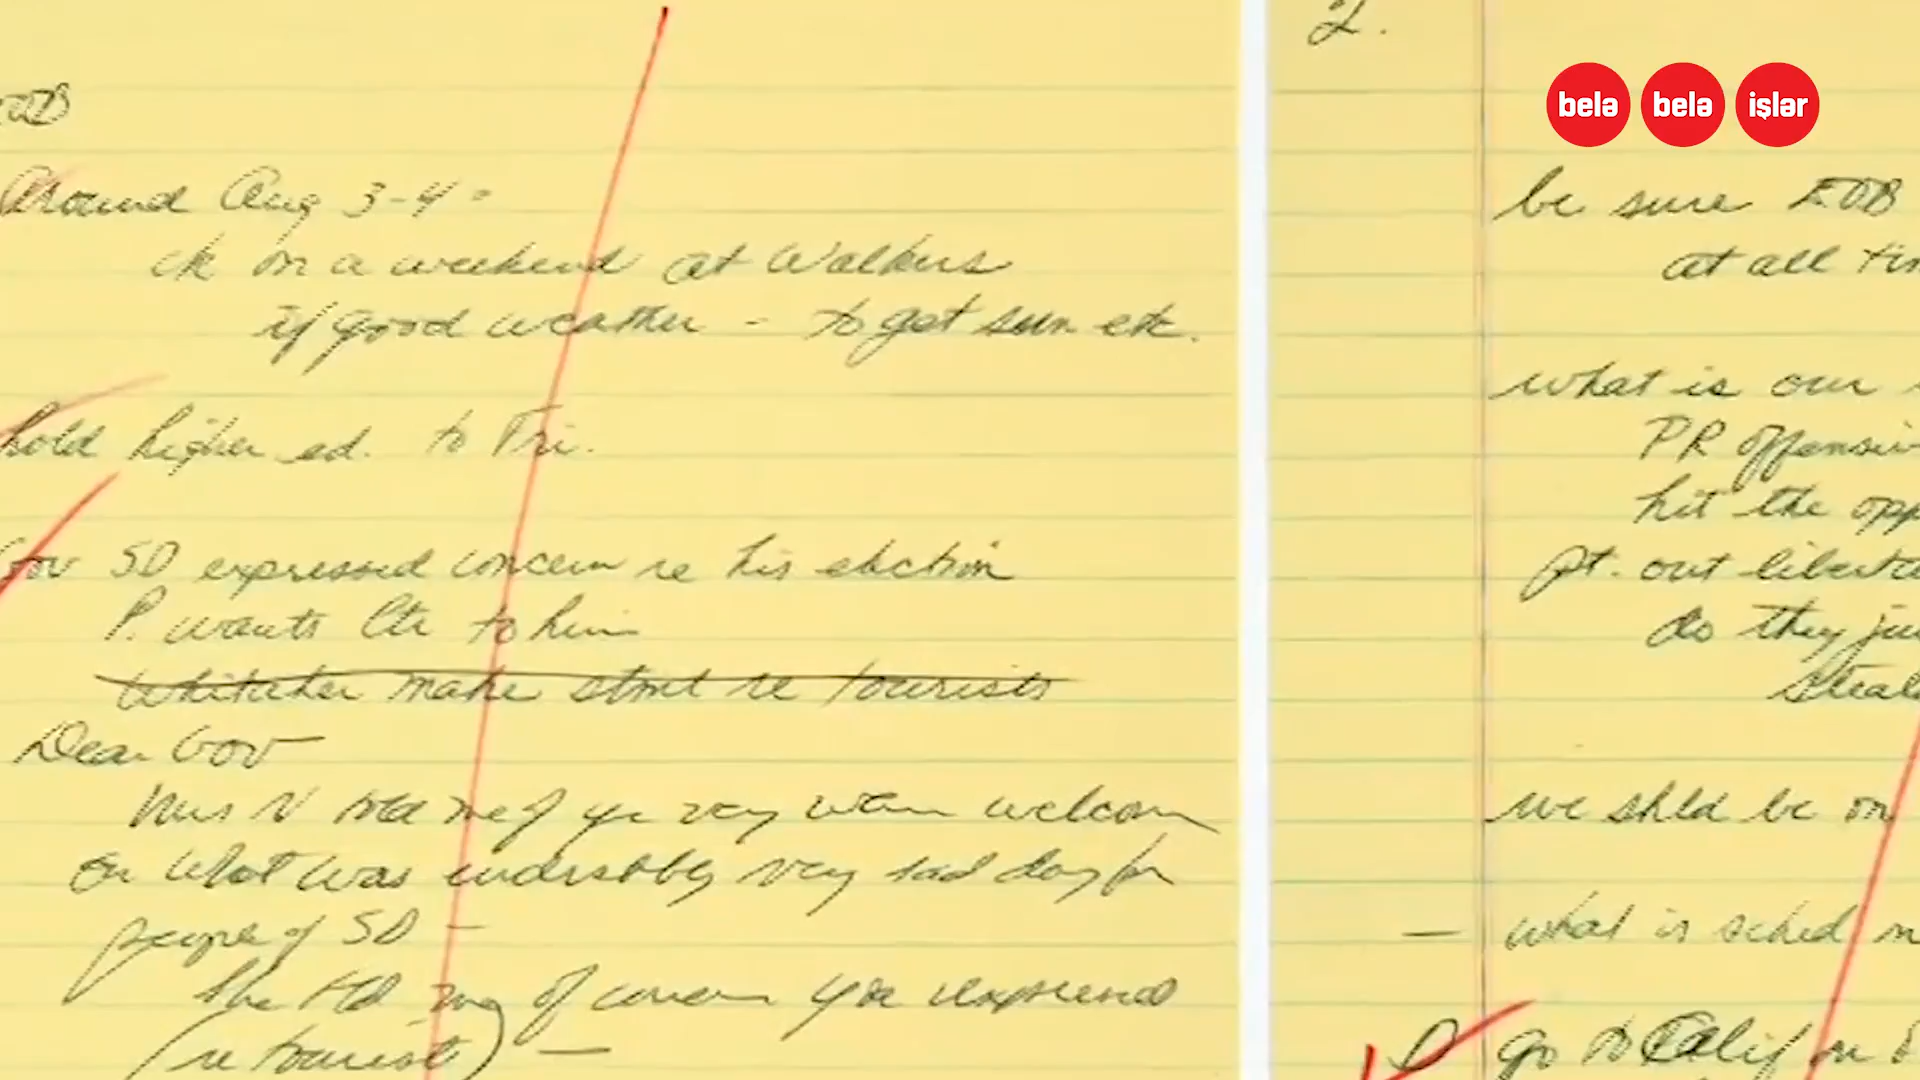 Around Aug 3-4 -
ck on a weekend at Walkers
if good weather - to get sun etc.
hold higher ed. to Fri.
Gov SD expressed concern re his election
P. wants ltr to him
Whitaker make stmt re tourists
Dear Gov
Mrs N told me of yr very warm welcome
on what was undersbly very sad day for
people of SD -
She told me of concern you expressed
(re tourist) -
2.
bela bela işlər
be sure EOB
at all
what is our
PR
hit the
pt. out
do they
we shld be on
- what is sched
go to Calif on